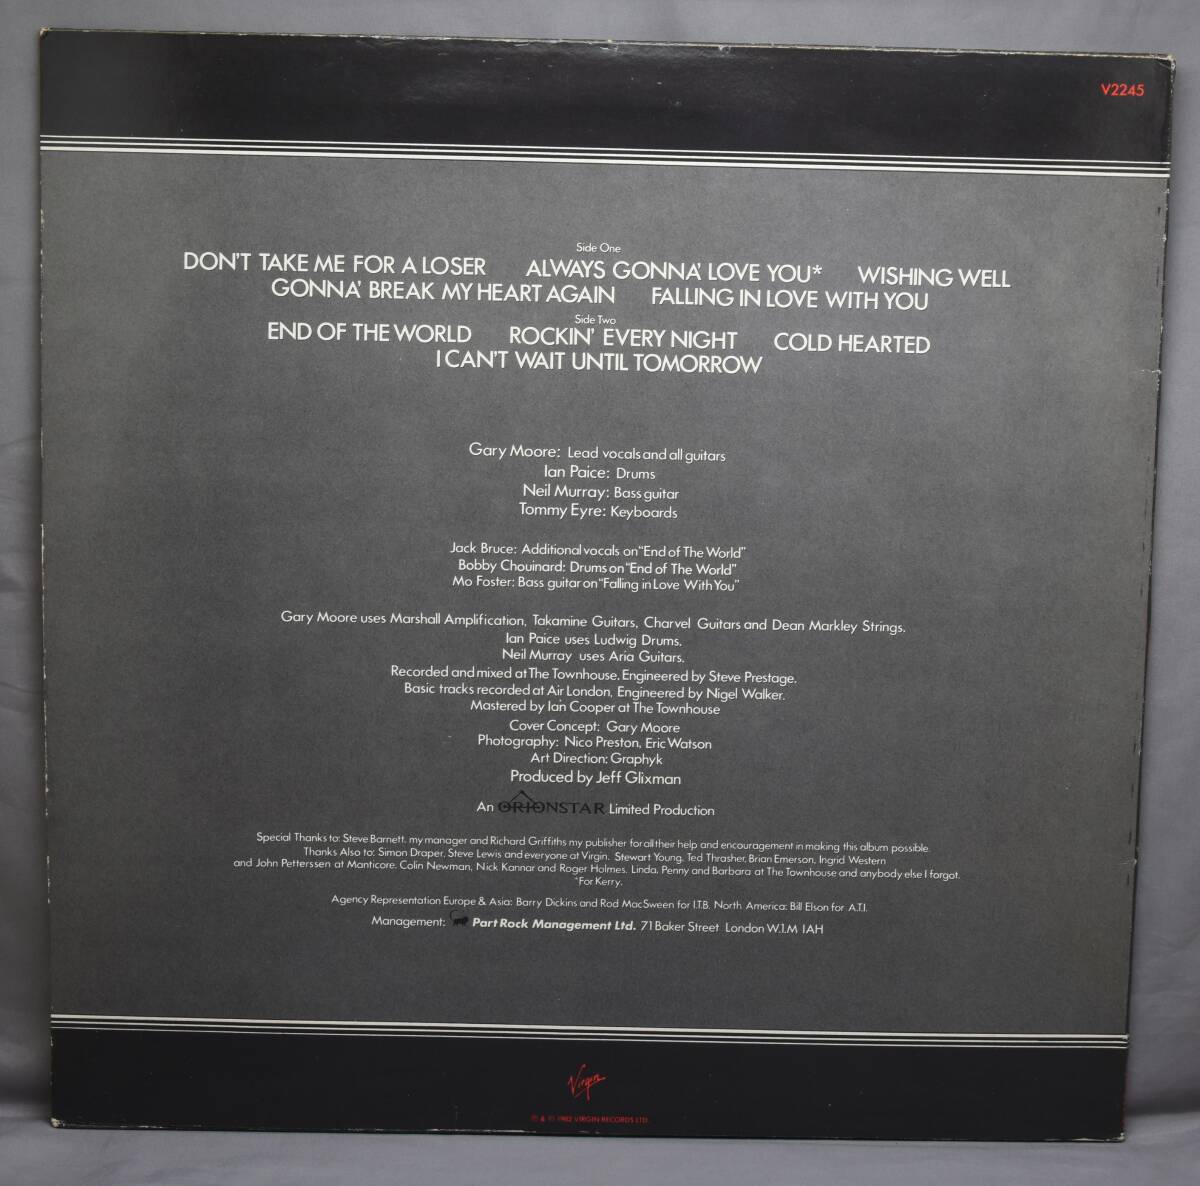 V2245
Side One
DON'T TAKE ME FOR A LOSER ALWAYS GONNA' LOVE YOU* WISHING WELL
GONNA' BREAK MY HEART AGAIN FALLING IN LOVE WITH YOU
Side Two
END OF THE WORLD ROCKIN' EVERY NIGHT COLD HEARTED
I CAN'T WAIT UNTIL TOMORROW
Gary Moore: Lead vocals and all guitars
Ian Paice: Drums
Neil Murray: Bass guitar
Tommy Eyre: Keyboards
Jack Bruce: Additional vocals on "End of The World"
Bobby Chouinard: Drums on "End of The World"
Mo Foster: Bass guitar on "Falling in Love With You"
Gary Moore uses Marshall Amplification, Takamine Guitars, Charvel Guitars and Dean Markley Strings.
Ian Paice uses Ludwig Drums.
Neil Murray uses Aria Guitars.
Recorded and mixed at The Townhouse. Engineered by Steve Prestage.
Basic tracks recorded at Air London, Engineered by Nigel Walker.
Mastered by Ian Cooper at The Townhouse
Cover Concept: Gary Moore
Photography: Nico Preston, Eric Watson
Art Direction: Graphyk
Produced by Jeff Glixman
An ORIONSTAR Limited Production
Special Thanks to: Steve Barnett, my manager and Richard Griffiths my publisher for all their help and encouragement in making this album possible.
Thanks Also to: Simon Draper, Steve Lewis and everyone at Virgin. Stewart Young, Ted Thrasher, Brian Emerson, Ingrid Western
and John Petterssen at Manticore. Colin Newman, Nick Kannar and Roger Holmes. Linda, Penny and Barbara at The Townhouse and anybody else I forgot.
*For Kerry.
Agency Representation Europe & Asia: Barry Dickins and Rod MacSween for I.T.B. North America: Bill Elson for A.T.I.
Management: Part Rock Management Ltd. 71 Baker Street London W.1.M 1AH
Virgin
℗ & © 1982 VIRGIN RECORDS LTD.